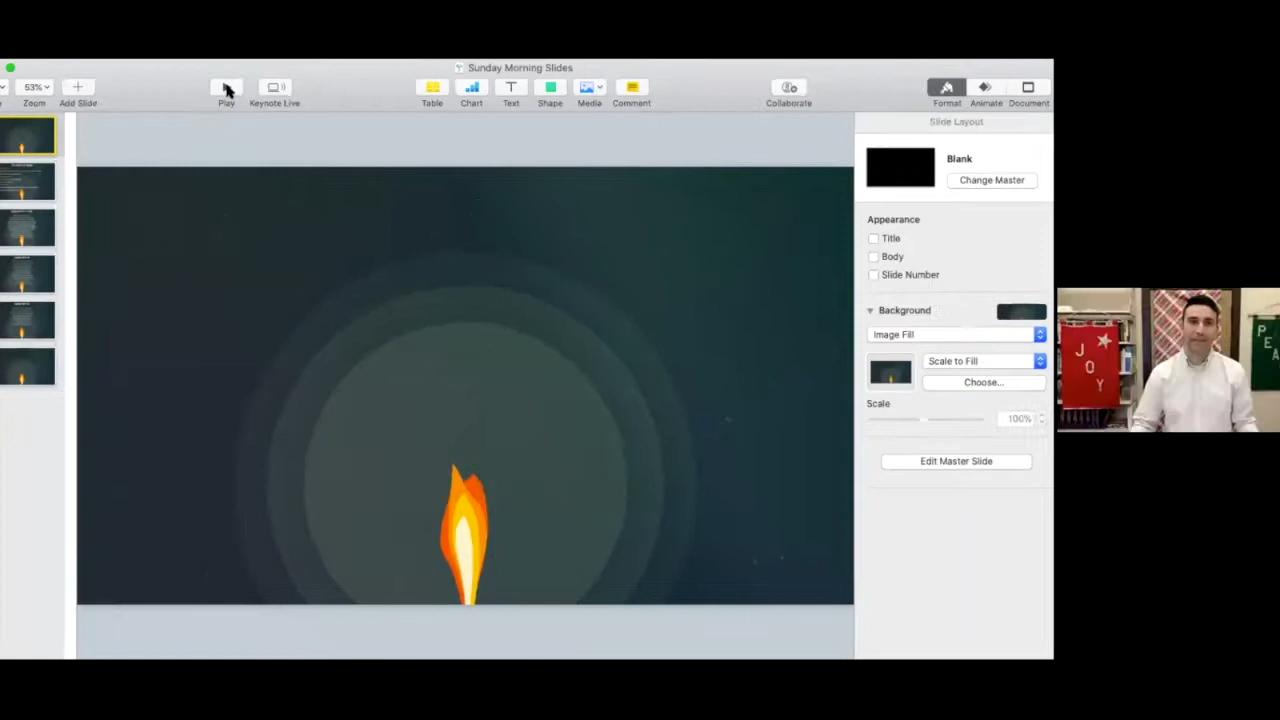 Sunday Morning Slides
53%
Zoom
Add Slide
Play
Keynote Live
Table
Chart
Text
Shape
Media
Comment
Collaborate
Format
Animate
Document
Slide Layout
Blank
Change Master
Appearance
Title
Body
Slide Number
Background
Image Fill
Scale to Fill
Choose...
Scale
100%
Edit Master Slide
JOY
PEA